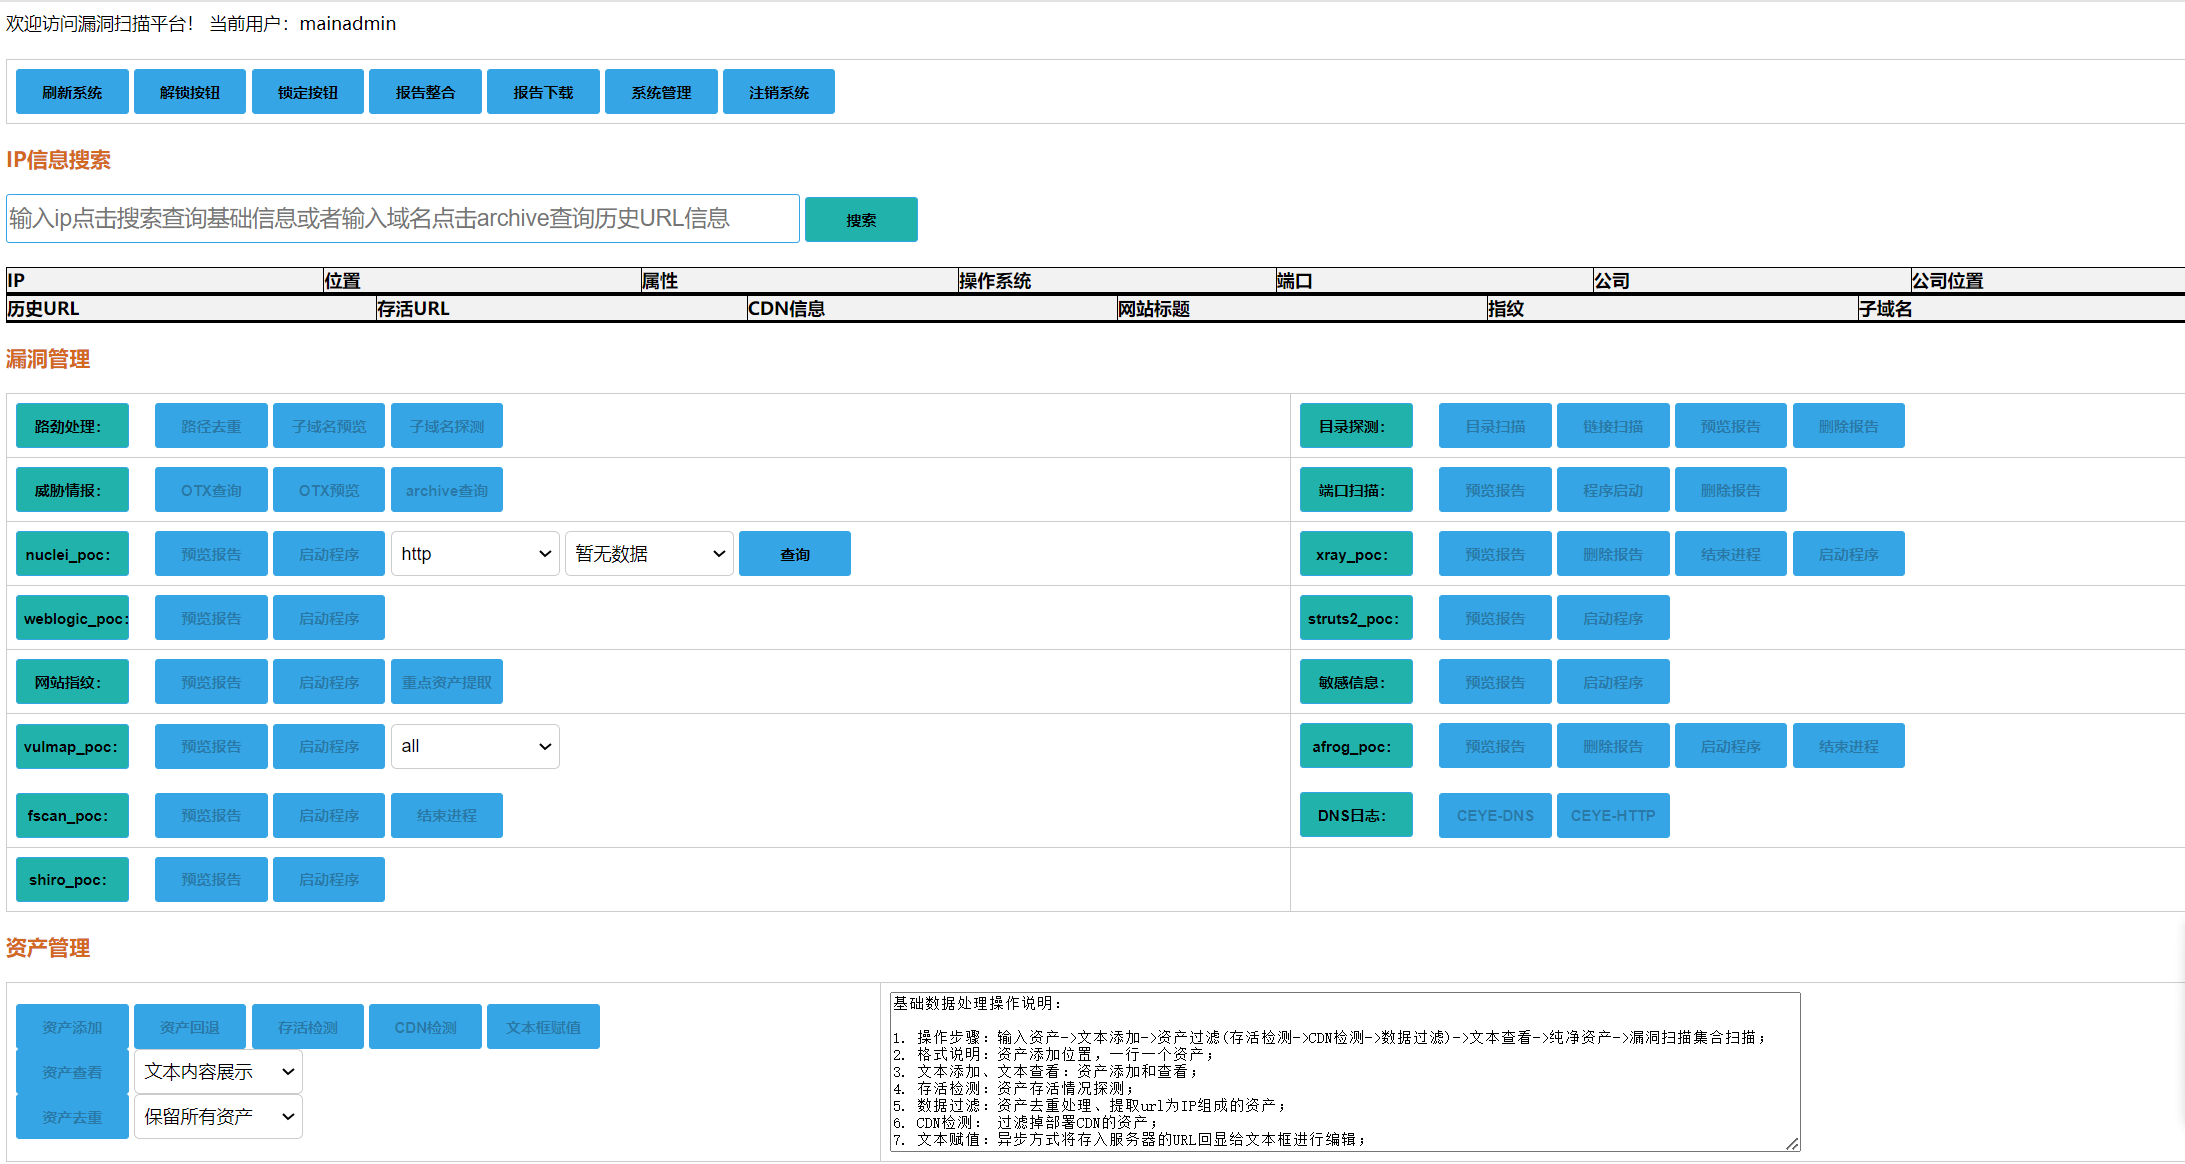 欢迎访问漏洞扫描平台！ 当前用户：mainadmin
刷新系统 解锁按钮 锁定按钮 报告整合 报告下载 系统管理 注销系统
IP信息搜索
输入ip点击搜索查询基础信息或者输入域名点击archive查询历史URL信息 搜索
IP 位置 属性 操作系统 端口 公司 公司位置
历史URL 存活URL CDN信息 网站标题 指纹 子域名
漏洞管理
路劲处理： 路径去重 子域名预览 子域名探测 目录探测： 目录扫描 链接扫描 预览报告 删除报告
威胁情报： OTX查询 OTX预览 archive查询 端口扫描： 预览报告 程序启动 删除报告
nuclei_poc： 预览报告 启动程序 http 暂无数据 查询 xray_poc： 预览报告 删除报告 结束进程 启动程序
weblogic_poc： 预览报告 启动程序 struts2_poc： 预览报告 启动程序
网站指纹： 预览报告 启动程序 重点资产提取 敏感信息： 预览报告 启动程序
vulmap_poc： 预览报告 启动程序 all afrog_poc： 预览报告 删除报告 启动程序 结束进程
fscan_poc： 预览报告 启动程序 结束进程 DNS日志： CEYE-DNS CEYE-HTTP
shiro_poc： 预览报告 启动程序
资产管理
资产添加 资产回退 存活检测 CDN检测 文本框赋值
资产查看 文本内容展示
资产去重 保留所有资产
基础数据处理操作说明：
1. 操作步骤：输入资产->文本添加->资产过滤(存活检测->CDN检测->数据过滤)->文本查看->纯净资产->漏洞扫描集合扫描；
2. 格式说明：资产添加位置，一行一个资产；
3. 文本添加、文本查看：资产添加和查看；
4. 存活检测：资产存活情况探测；
5. 数据过滤：资产去重处理、提取url为IP组成的资产；
6. CDN检测： 过滤掉部署CDN的资产；
7. 文本赋值：异步方式将存入服务器的URL回显给文本框进行编辑；